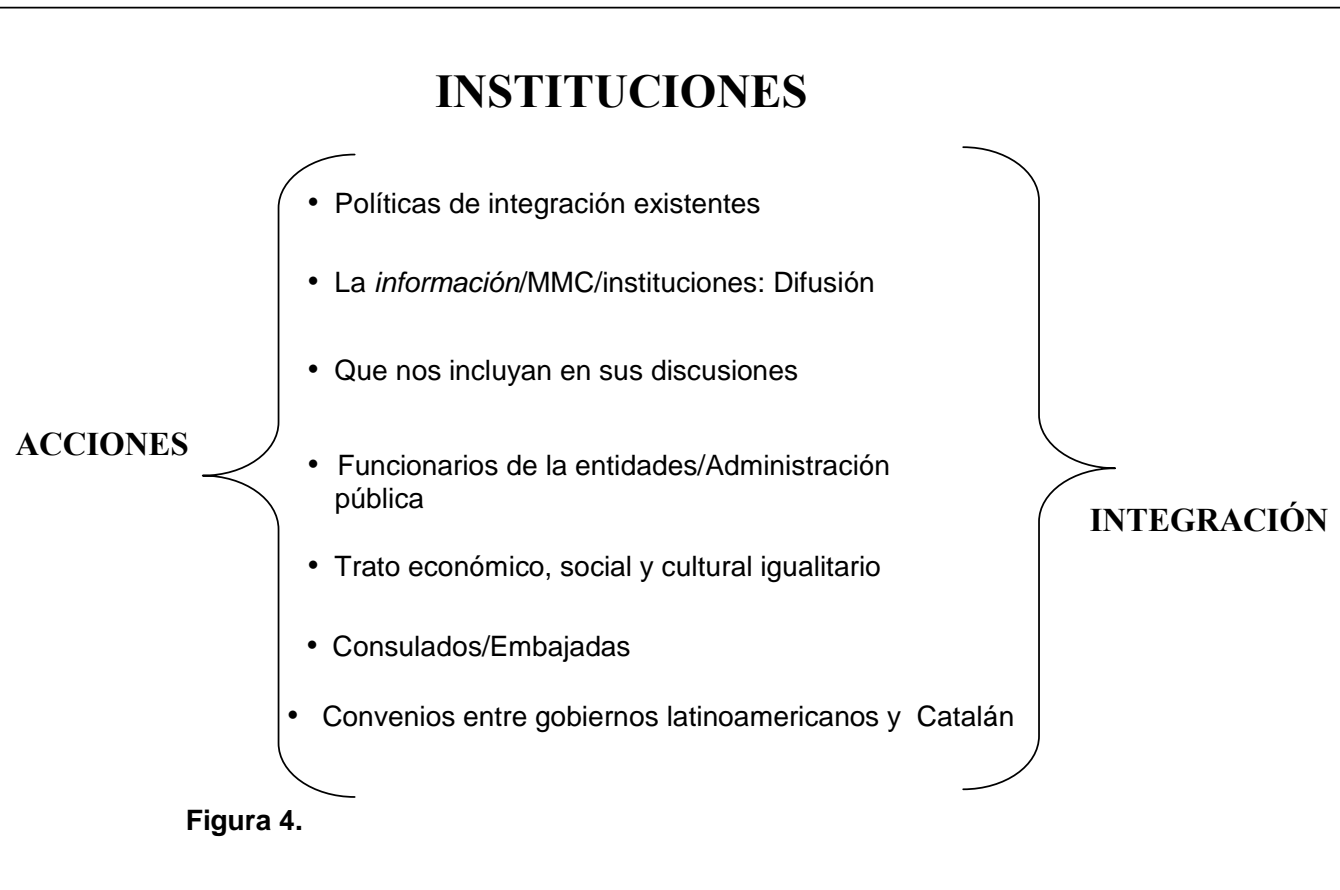 INSTITUCIONES
• Políticas de integración existentes
• La información/MMC/instituciones: Difusión
• Que nos incluyan en sus discusiones
ACCIONES
• Funcionarios de la entidades/Administración
pública
INTEGRACIÓN
• Trato económico, social y cultural igualitario
• Consulados/Embajadas
• Convenios entre gobiernos latinoamericanos y Catalán
Figura 4.